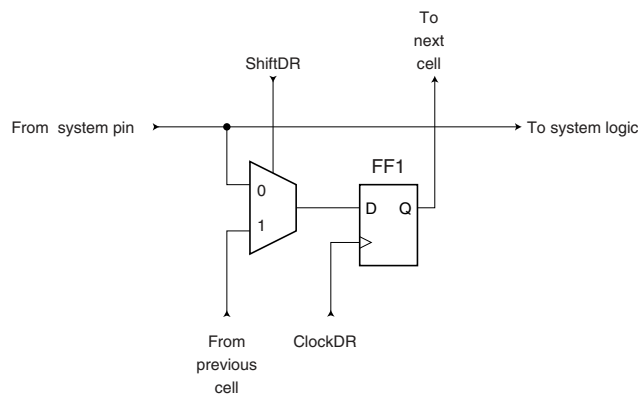 To
next
cell
ShiftDR
From system pin
To system logic
FF1
0
D Q
1
From
previous
cell
ClockDR